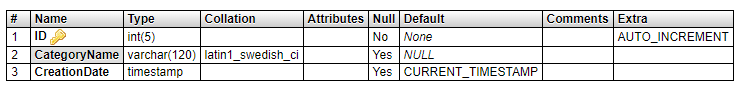 # Name Type Collation Attributes Null Default Comments Extra
1 ID int(5) No None AUTO_INCREMENT
2 CategoryName varchar(120) latin1_swedish_ci Yes NULL
3 CreationDate timestamp Yes CURRENT_TIMESTAMP